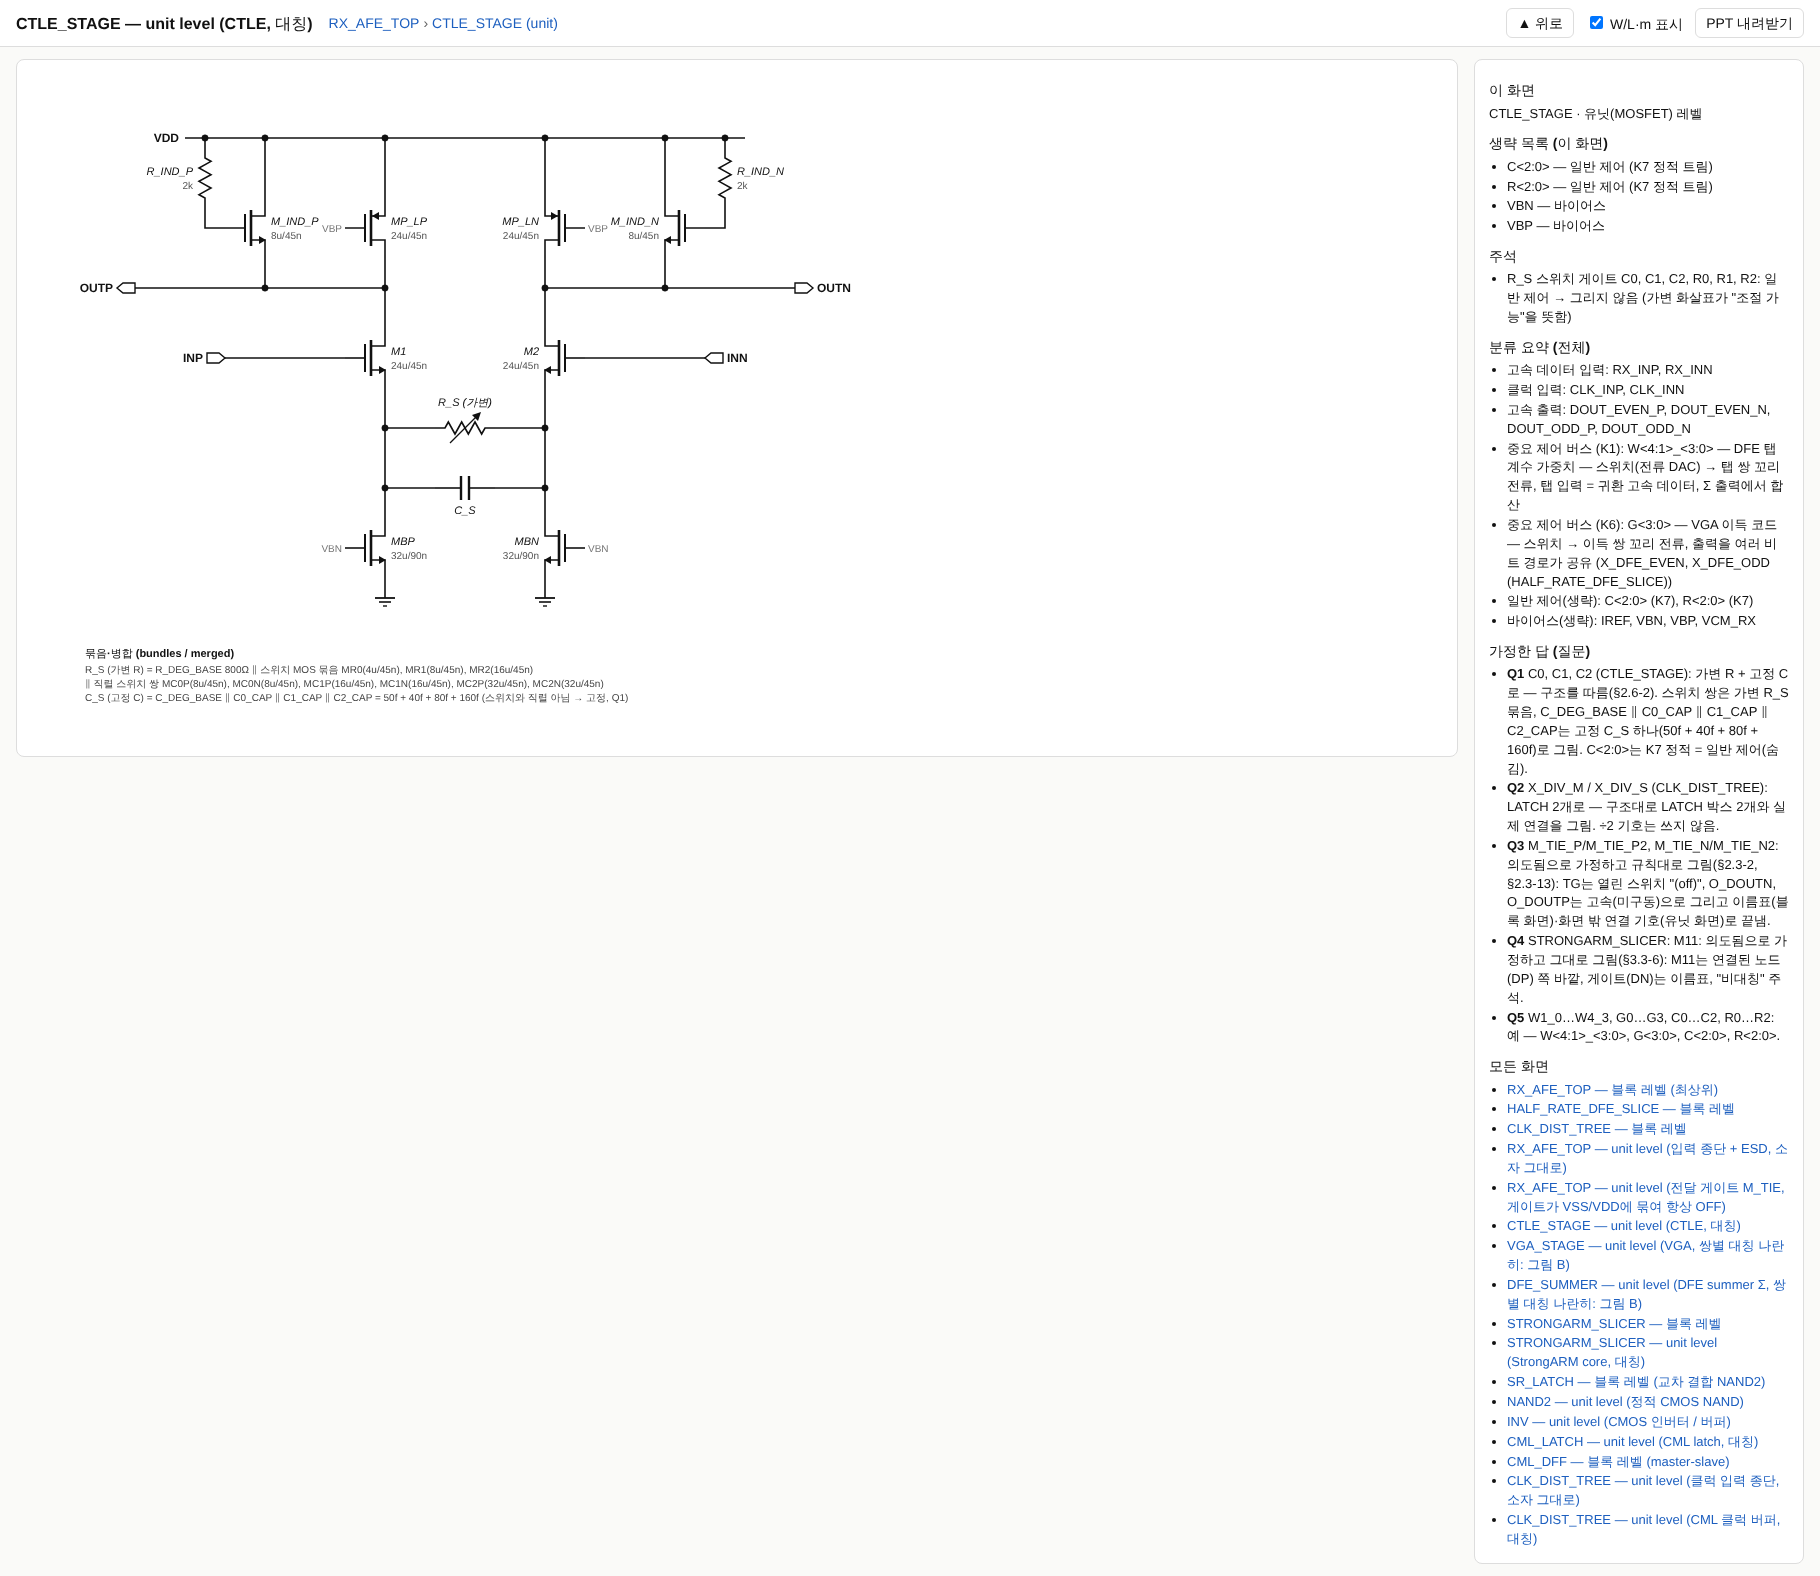 CTLE_STAGE — unit level (CTLE, 대칭)
RX_AFE_TOP › CTLE_STAGE (unit)
▲ 위로
W/L·m 표시
PPT 내려받기
VDD
R_IND_P
2k
R_IND_N
2k
M_IND_P
8u/45n
VBP
MP_LP
24u/45n
MP_LN
24u/45n
VBP
M_IND_N
8u/45n
OUTP
OUTN
INP
M1
24u/45n
M2
24u/45n
INN
R_S (가변)
C_S
VBN
MBP
32u/90n
MBN
32u/90n
VBN
묶음·병합 (bundles / merged)
R_S (가변 R) = R_DEG_BASE 800Ω ∥ 스위치 MOS 묶음 MR0(4u/45n), MR1(8u/45n), MR2(16u/45n)
∥ 직렬 스위치 쌍 MC0P(8u/45n), MC0N(8u/45n), MC1P(16u/45n), MC1N(16u/45n), MC2P(32u/45n), MC2N(32u/45n)
C_S (고정 C) = C_DEG_BASE ∥ C0_CAP ∥ C1_CAP ∥ C2_CAP = 50f + 40f + 80f + 160f (스위치와 직렬 아님 → 고정, Q1)
이 화면
CTLE_STAGE · 유닛(MOSFET) 레벨
생략 목록 (이 화면)
• C<2:0> — 일반 제어 (K7 정적 트림)
• R<2:0> — 일반 제어 (K7 정적 트림)
• VBN — 바이어스
• VBP — 바이어스
주석
• R_S 스위치 게이트 C0, C1, C2, R0, R1, R2: 일
반 제어 → 그리지 않음 (가변 화살표가 "조절 가
능"을 뜻함)
분류 요약 (전체)
• 고속 데이터 입력: RX_INP, RX_INN
• 클럭 입력: CLK_INP, CLK_INN
• 고속 출력: DOUT_EVEN_P, DOUT_EVEN_N,
DOUT_ODD_P, DOUT_ODD_N
• 중요 제어 버스 (K1): W<4:1>_<3:0> — DFE 탭
계수 가중치 — 스위치(전류 DAC) → 탭 쌍 꼬리
전류, 탭 입력 = 귀환 고속 데이터, Σ 출력에서 합
산
• 중요 제어 버스 (K6): G<3:0> — VGA 이득 코드
— 스위치 → 이득 쌍 꼬리 전류, 출력을 여러 비
트 경로가 공유 (X_DFE_EVEN, X_DFE_ODD
(HALF_RATE_DFE_SLICE))
• 일반 제어(생략): C<2:0> (K7), R<2:0> (K7)
• 바이어스(생략): IREF, VBN, VBP, VCM_RX
가정한 답 (질문)
• Q1 C0, C1, C2 (CTLE_STAGE): 가변 R + 고정 C
로 — 구조를 따름(§2.6-2). 스위치 쌍은 가변 R_S
묶음, C_DEG_BASE ∥ C0_CAP ∥ C1_CAP ∥
C2_CAP는 고정 C_S 하나(50f + 40f + 80f +
160f)로 그림. C<2:0>는 K7 정적 = 일반 제어(숨
김).
• Q2 X_DIV_M / X_DIV_S (CLK_DIST_TREE):
LATCH 2개로 — 구조대로 LATCH 박스 2개와 실
제 연결을 그림. ÷2 기호는 쓰지 않음.
• Q3 M_TIE_P/M_TIE_P2, M_TIE_N/M_TIE_N2:
의도됨으로 가정하고 규칙대로 그림(§2.3-2,
§2.3-13): TG는 열린 스위치 "(off)", O_DOUTN,
O_DOUTP는 고속(미구동)으로 그리고 이름표(블
록 화면)·화면 밖 연결 기호(유닛 화면)로 끝냄.
• Q4 STRONGARM_SLICER: M11: 의도됨으로 가
정하고 그대로 그림(§3.3-6): M11는 연결된 노드
(DP) 쪽 바깥, 게이트(DN)는 이름표, "비대칭" 주
석.
• Q5 W1_0…W4_3, G0…G3, C0…C2, R0…R2:
예 — W<4:1>_<3:0>, G<3:0>, C<2:0>, R<2:0>.
모든 화면
• RX_AFE_TOP — 블록 레벨 (최상위)
• HALF_RATE_DFE_SLICE — 블록 레벨
• CLK_DIST_TREE — 블록 레벨
• RX_AFE_TOP — unit level (입력 종단 + ESD, 소
자 그대로)
• RX_AFE_TOP — unit level (전달 게이트 M_TIE,
게이트가 VSS/VDD에 묶여 항상 OFF)
• CTLE_STAGE — unit level (CTLE, 대칭)
• VGA_STAGE — unit level (VGA, 쌍별 대칭 나란
히: 그림 B)
• DFE_SUMMER — unit level (DFE summer Σ, 쌍
별 대칭 나란히: 그림 B)
• STRONGARM_SLICER — 블록 레벨
• STRONGARM_SLICER — unit level
(StrongARM core, 대칭)
• SR_LATCH — 블록 레벨 (교차 결합 NAND2)
• NAND2 — unit level (정적 CMOS NAND)
• INV — unit level (CMOS 인버터 / 버퍼)
• CML_LATCH — unit level (CML latch, 대칭)
• CML_DFF — 블록 레벨 (master-slave)
• CLK_DIST_TREE — unit level (클럭 입력 종단,
소자 그대로)
• CLK_DIST_TREE — unit level (CML 클럭 버퍼,
대칭)